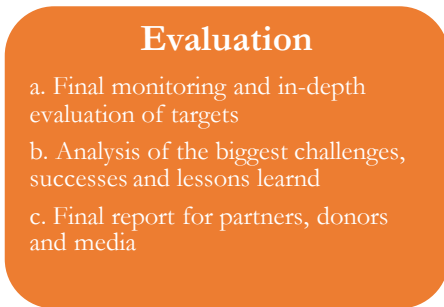 Evaluation
a. Final monitoring and in-depth
evaluation of targets
b. Analysis of the biggest challenges,
successes and lessons learnd
c. Final report for partners, donors
and media